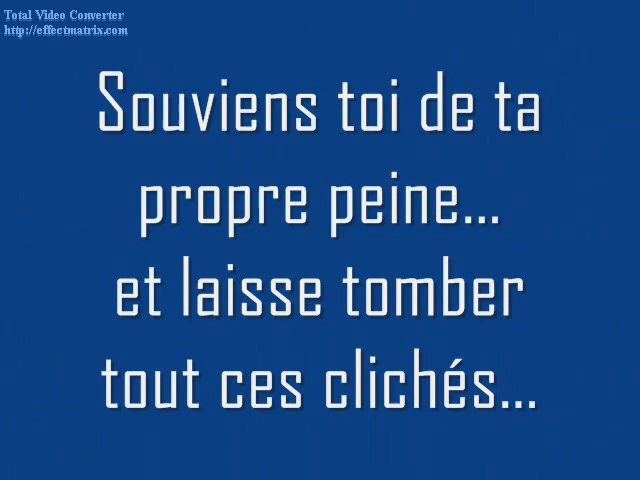 Total Video Converter
http://effectmatrix.com
Souviens toi de ta
propre peine...
et laisse tomber
tout ces clichés...